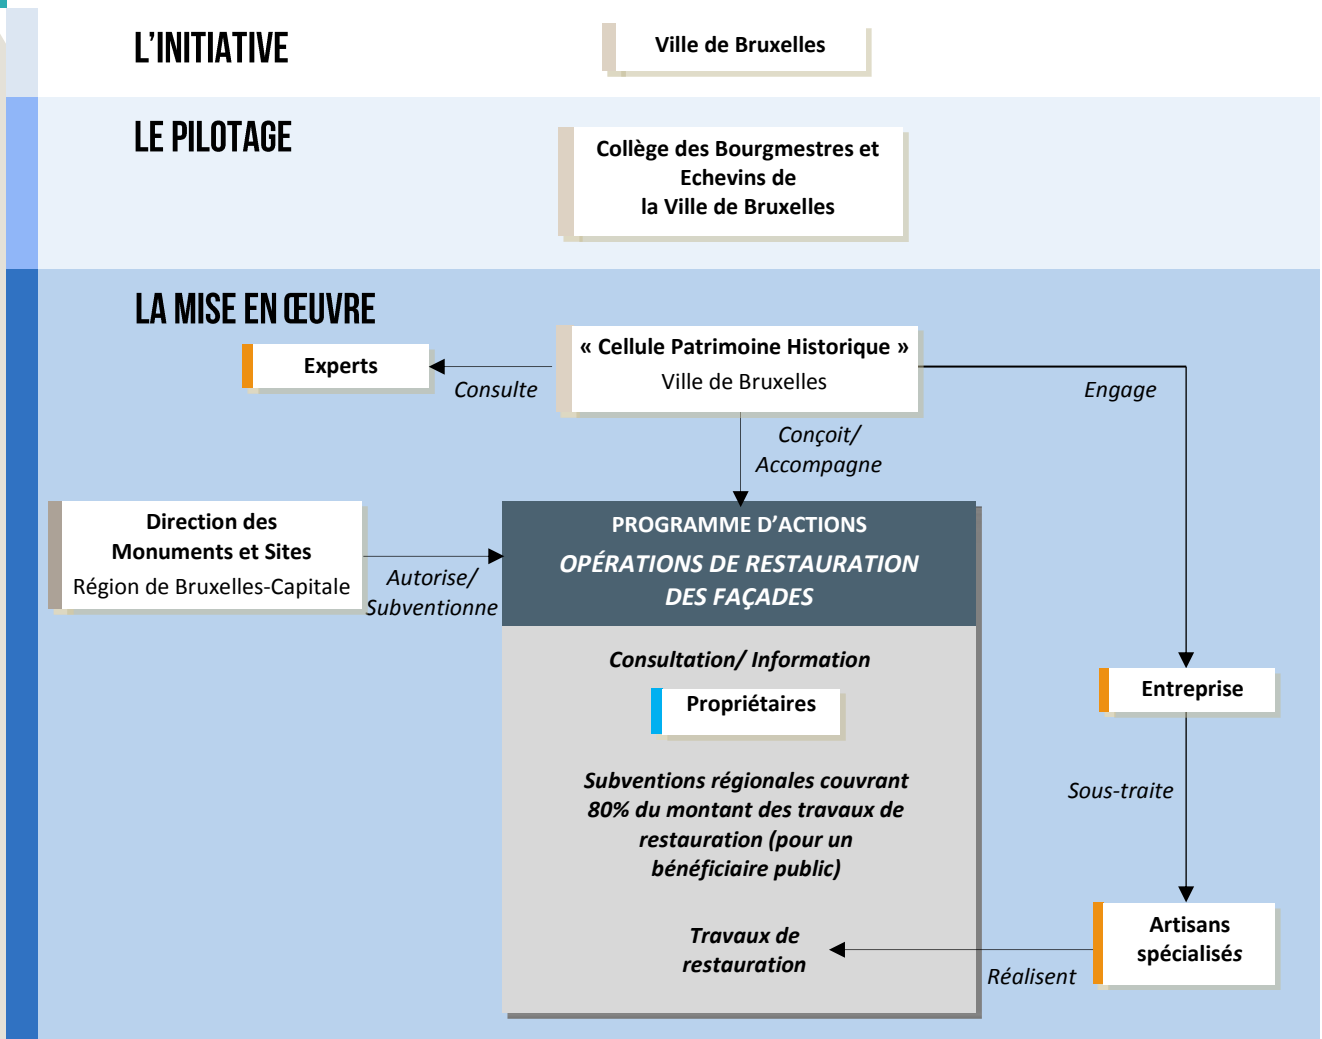 L'INITIATIVE
Ville de Bruxelles
LE PILOTAGE
Collège des Bourgmestres et
Echevins de
la Ville de Bruxelles
LA MISE EN ŒUVRE
« Cellule Patrimoine Historique »
Ville de Bruxelles
Experts
Consulte
Engage
Conçoit/
Accompagne
Direction des
Monuments et Sites
Région de Bruxelles-Capitale
Autorise/
Subventionne
PROGRAMME D'ACTIONS
OPÉRATIONS DE RESTAURATION
DES FAÇADES
Consultation/ Information
Propriétaires
Subventions régionales couvrant
80% du montant des travaux de
restauration (pour un
bénéficiaire public)
Travaux de
restauration
Entreprise
Sous-traite
Artisans
spécialisés
Réalisent